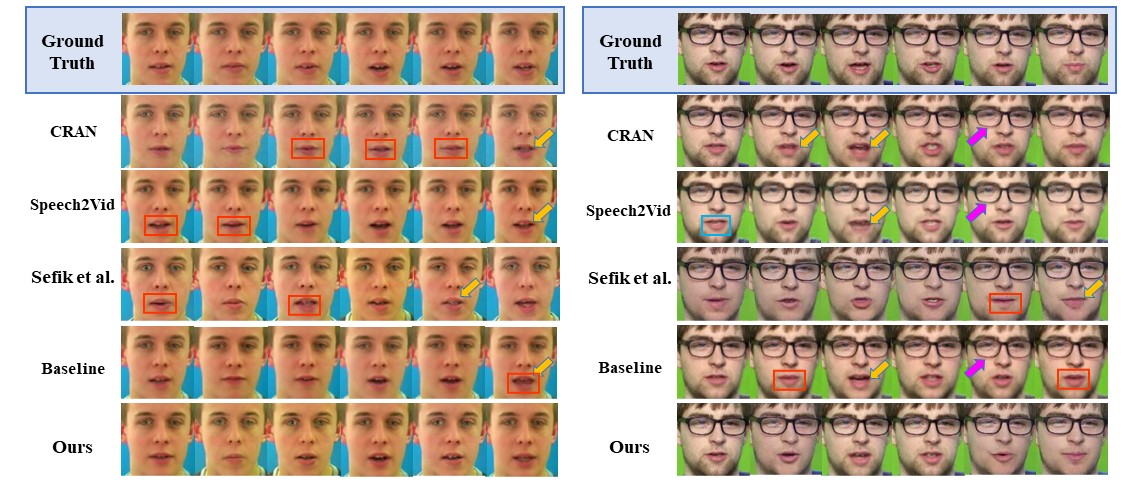 Ground
Truth
CRAN
Speech2Vid
Sefik et al.
Baseline
Ours
Ground
Truth
CRAN
Speech2Vid
Sefik et al.
Baseline
Ours